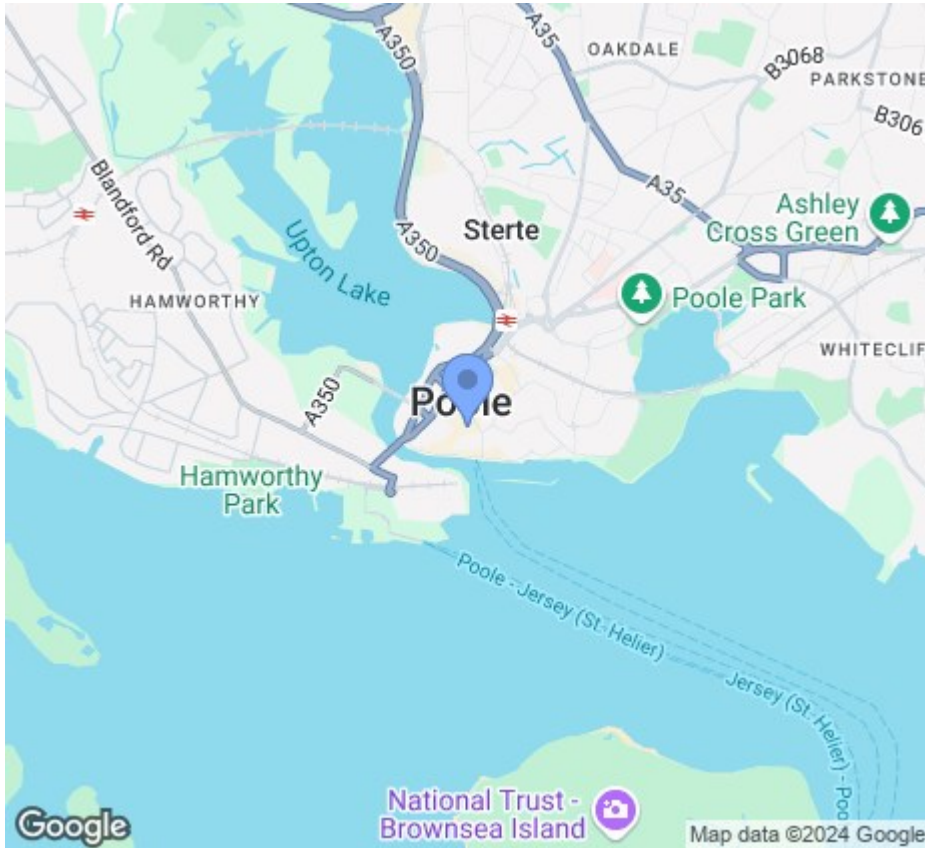 A350
A35
OAKDALE
B3068
PARKSTONE
B306
Blandford Rd
A35
Ashley
Cross Green
Upton Lake
A350
Sterte
Poole Park
HAMWORTHY
WHITECLIF
A350
Poole
Hamworthy
Park
Poole - Jersey (St. Helier)
Jersey (St. Helier) - Poo
National Trust -
Brownsea Island
Google
Map data ©2024 Google